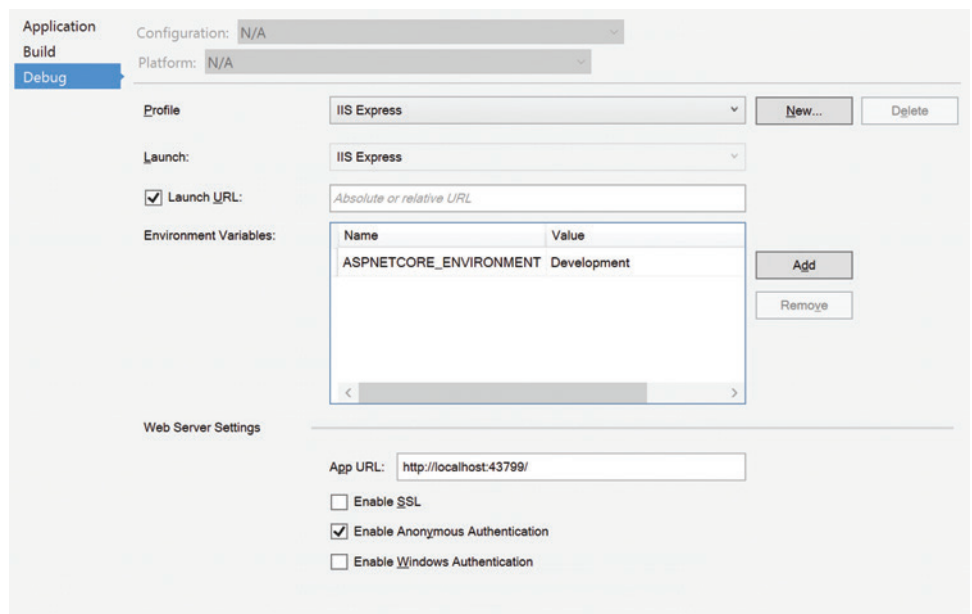 Application
Build
Debug
Configuration: N/A
Platform: N/A
Profile IIS Express New... Delete
Launch: IIS Express
Launch URL: Absolute or relative URL
Environment Variables: Name Value
ASPNETCORE_ENVIRONMENT Development Add
Remove
Web Server Settings
App URL: http://localhost:43799/
Enable SSL
Enable Anonymous Authentication
Enable Windows Authentication